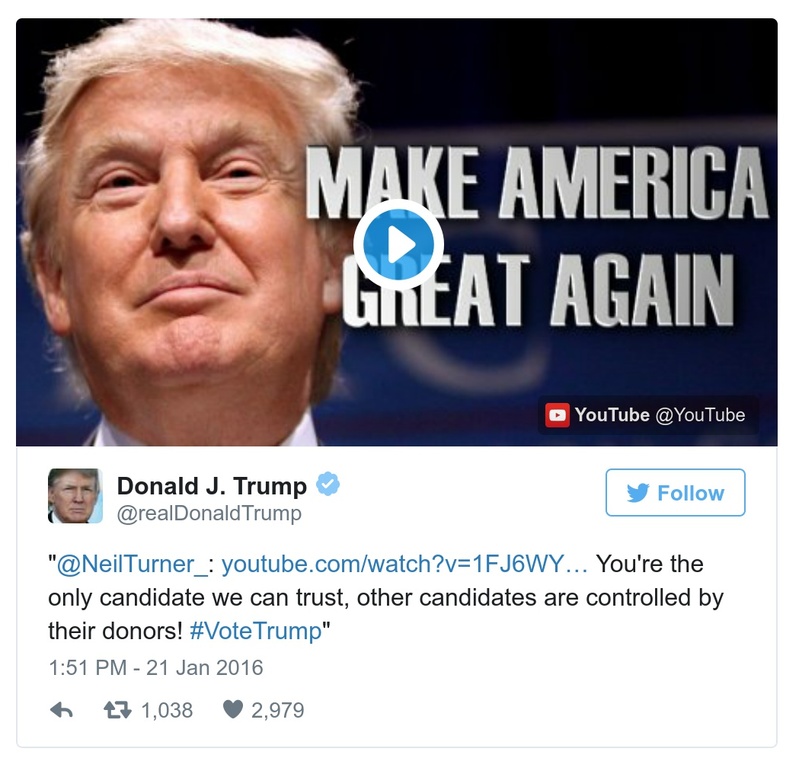 MAKE AMERICA
GREAT AGAIN
YouTube @YouTube
Donald J. Trump
@realDonaldTrump
Follow
"@NeilTurner_: youtube.com/watch?v=1FJ6WY… You're the
only candidate we can trust, other candidates are controlled by
their donors! #VoteTrump"
1:51 PM - 21 Jan 2016
1,038 2,979